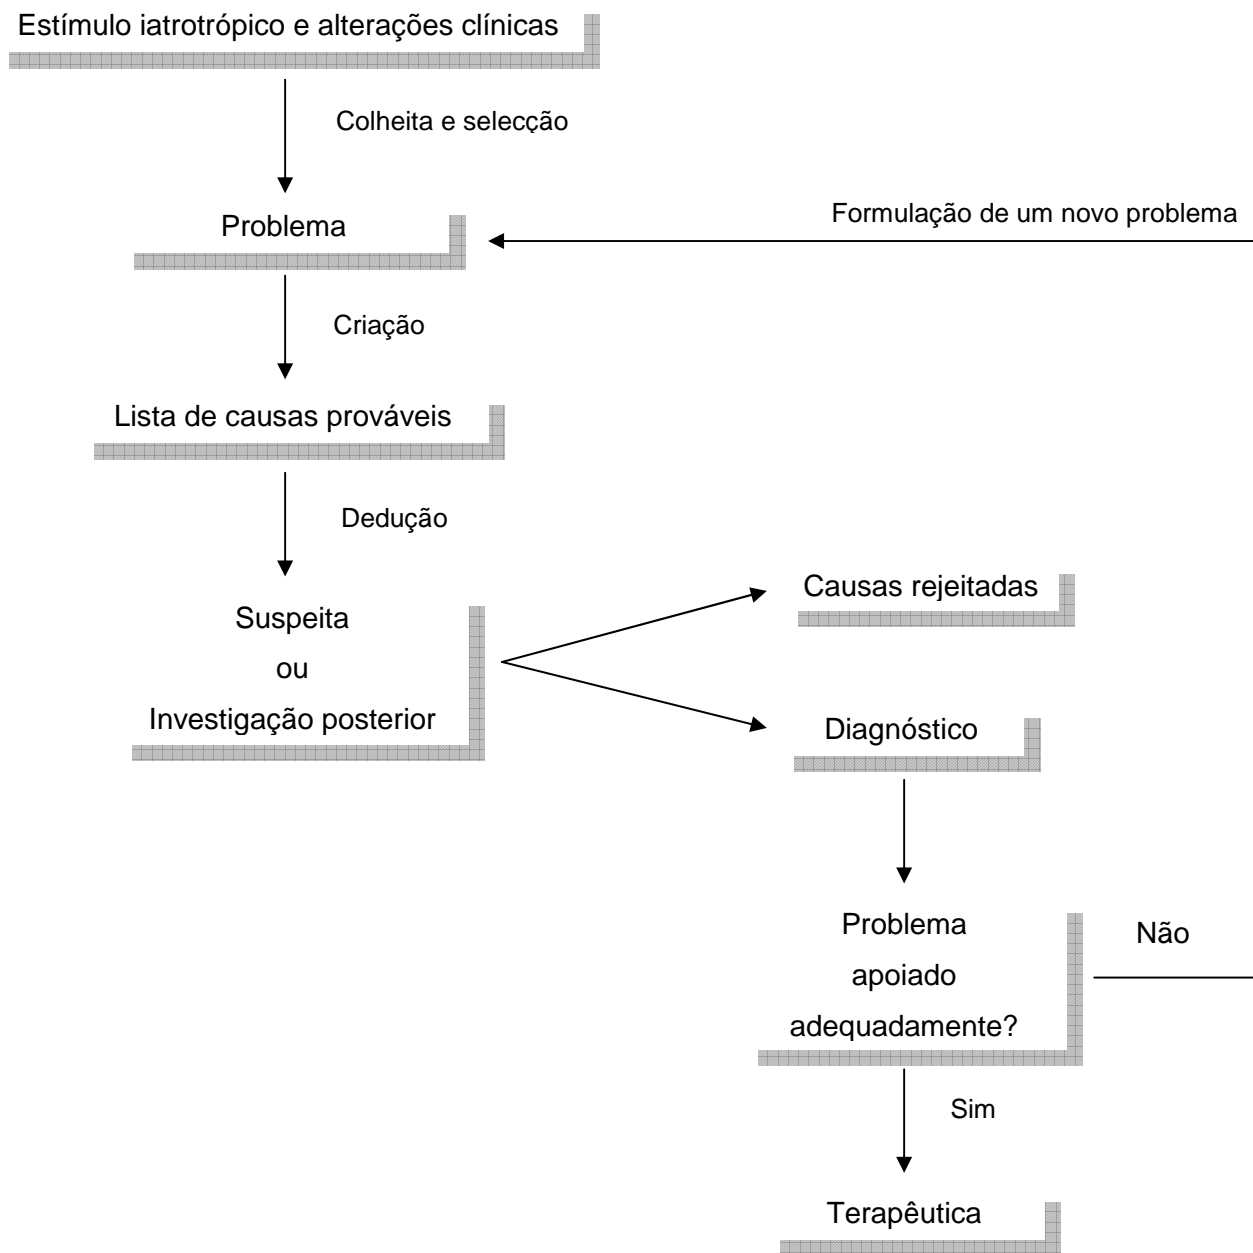 Estímulo iatrotrópico e alterações clínicas
Colheita e selecção
Problema
Formulação de um novo problema
Criação
Lista de causas prováveis
Dedução
Suspeita
ou
Investigação posterior
Causas rejeitadas
Diagnóstico
Problema
apoiado
adequadamente?
Não
Sim
Terapêutica